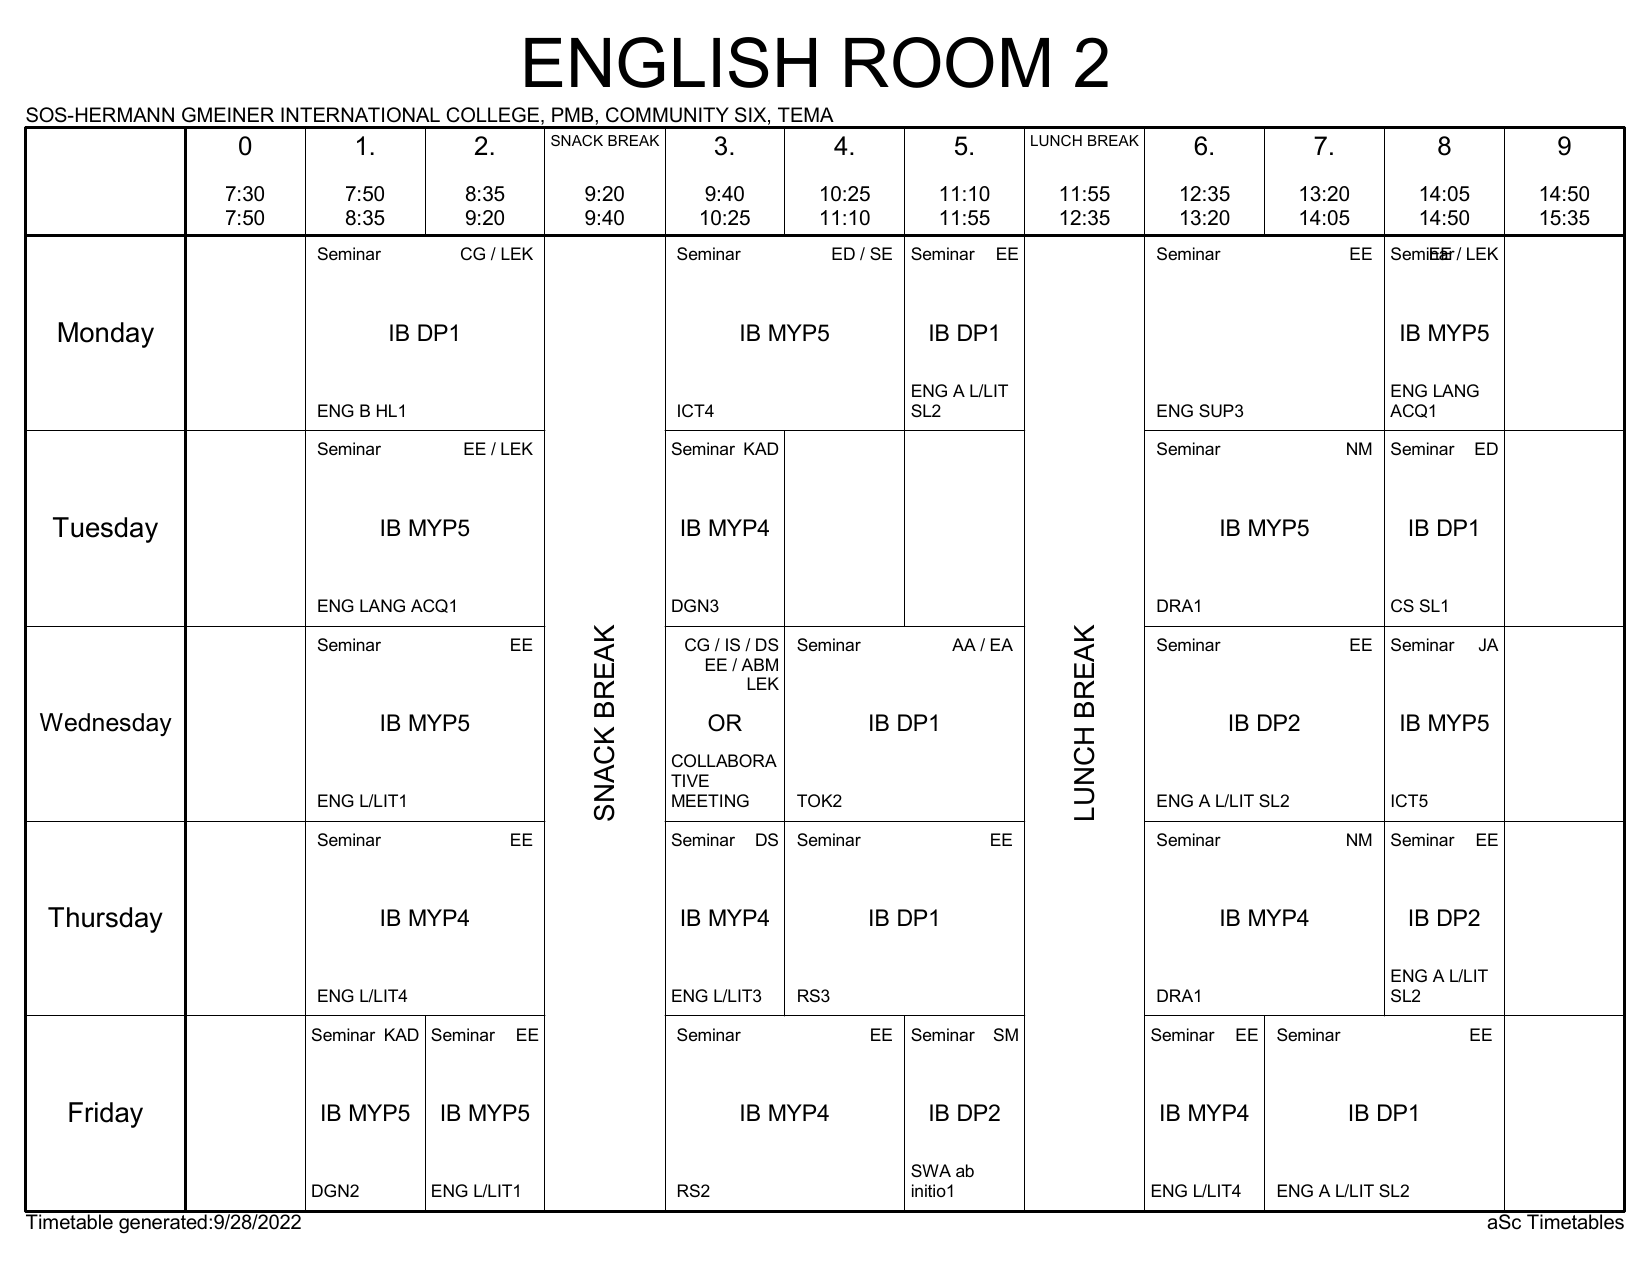 ENGLISH ROOM 2
SOS-HERMANN GMEINER INTERNATIONAL COLLEGE, PMB, COMMUNITY SIX, TEMA
0 1. 2. SNACK BREAK 3. 4. 5. LUNCH BREAK 6. 7. 8 9
7:30 7:50 8:35 9:20 9:40 10:25 11:10 11:55 12:35 13:20 14:05 14:50
7:50 8:35 9:20 9:40 10:25 11:10 11:55 12:35 13:20 14:05 14:50 15:35
Seminar CG / LEK Seminar ED / SE Seminar EE Seminar EE Seminar EE / LEK
Monday IB DP1 IB MYP5 IB DP1 IB MYP5
ENG A L/LIT ENG LANG
ENG B HL1 ICT4 SL2 ENG SUP3 ACQ1
Seminar EE / LEK Seminar KAD Seminar NM Seminar ED
Tuesday IB MYP5 IB MYP4 IB MYP5 IB DP1
ENG LANG ACQ1 DGN3 DRA1 CS SL1
SNACK BREAK
LUNCH BREAK
Seminar EE CG / IS / DS Seminar AA / EA Seminar EE Seminar JA
EE / ABM
LEK
Wednesday IB MYP5 OR IB DP1 IB DP2 IB MYP5
COLLABORA
TIVE
ENG L/LIT1 MEETING TOK2 ENG A L/LIT SL2 ICT5
Seminar EE Seminar DS Seminar EE Seminar NM Seminar EE
Thursday IB MYP4 IB MYP4 IB DP1 IB MYP4 IB DP2
ENG A L/LIT
ENG L/LIT4 ENG L/LIT3 RS3 DRA1 SL2
Seminar KAD Seminar EE Seminar EE Seminar SM Seminar EE Seminar EE
Friday IB MYP5 IB MYP5 IB MYP4 IB DP2 IB MYP4 IB DP1
SWA ab
DGN2 ENG L/LIT1 RS2 initio1 ENG L/LIT4 ENG A L/LIT SL2
Timetable generated:9/28/2022 aSc Timetables